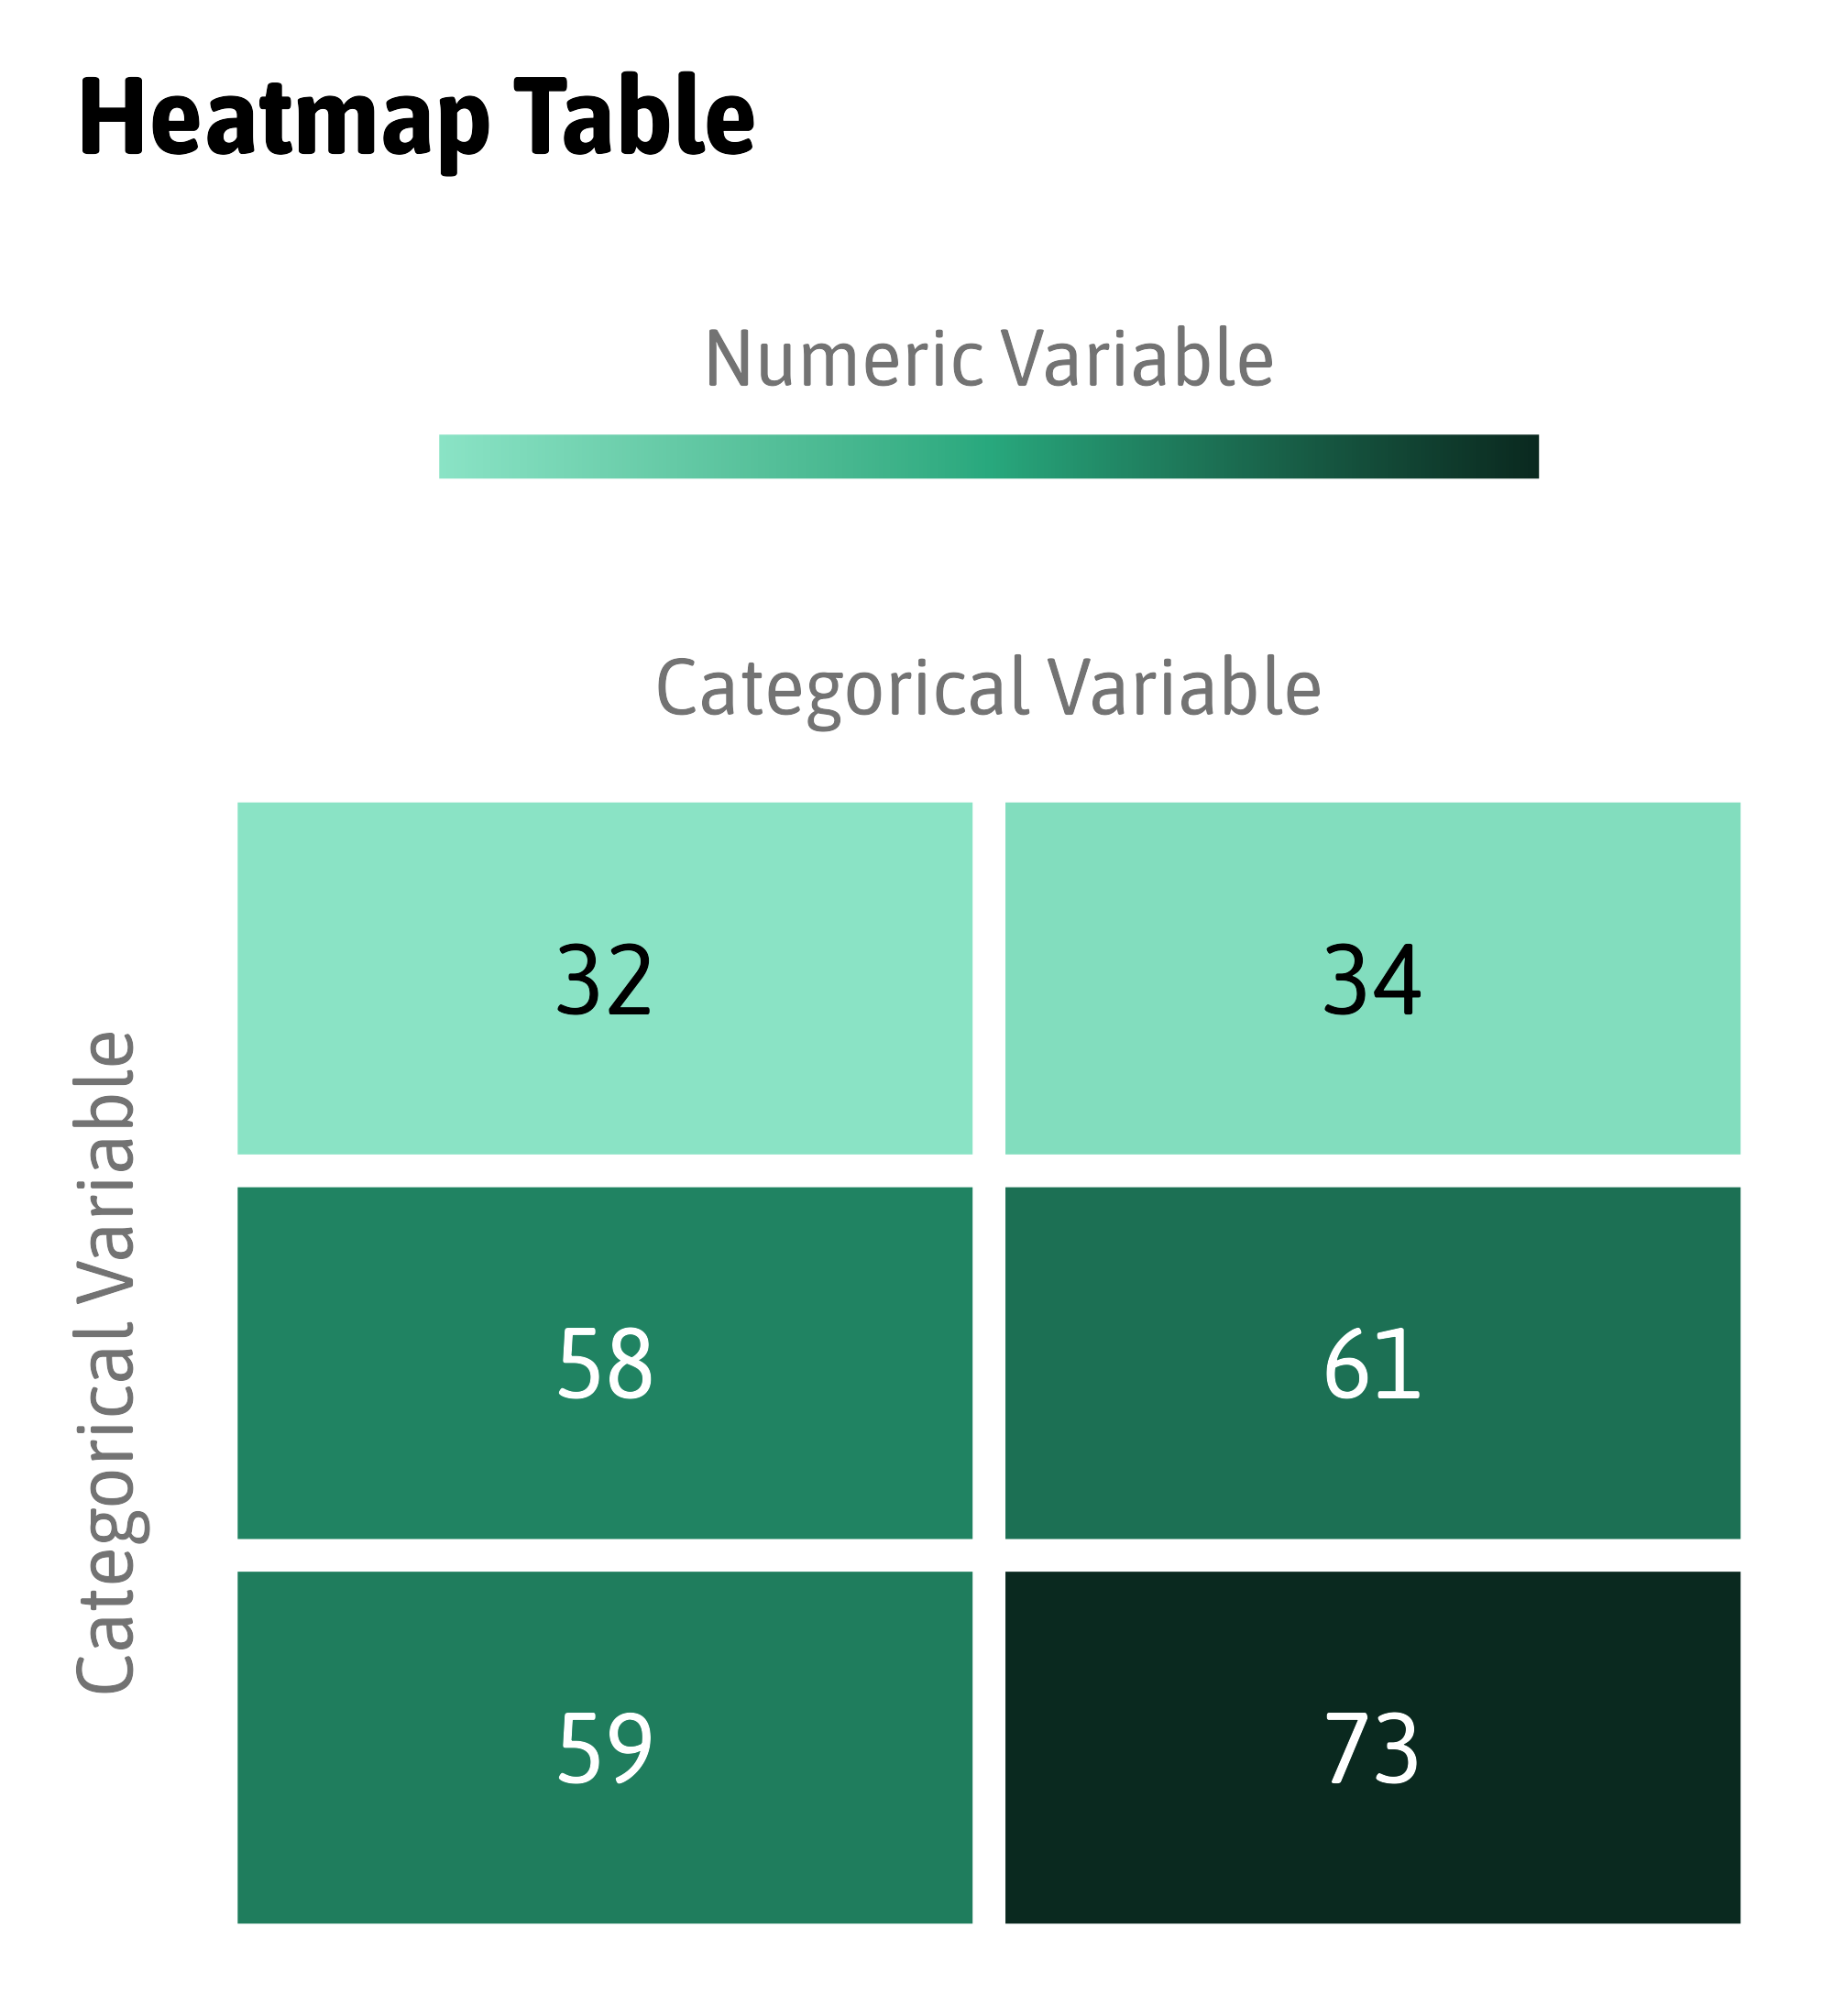 Heatmap Table
Numeric Variable
Categorical Variable
Categorical Variable
32 34
58 61
59 73